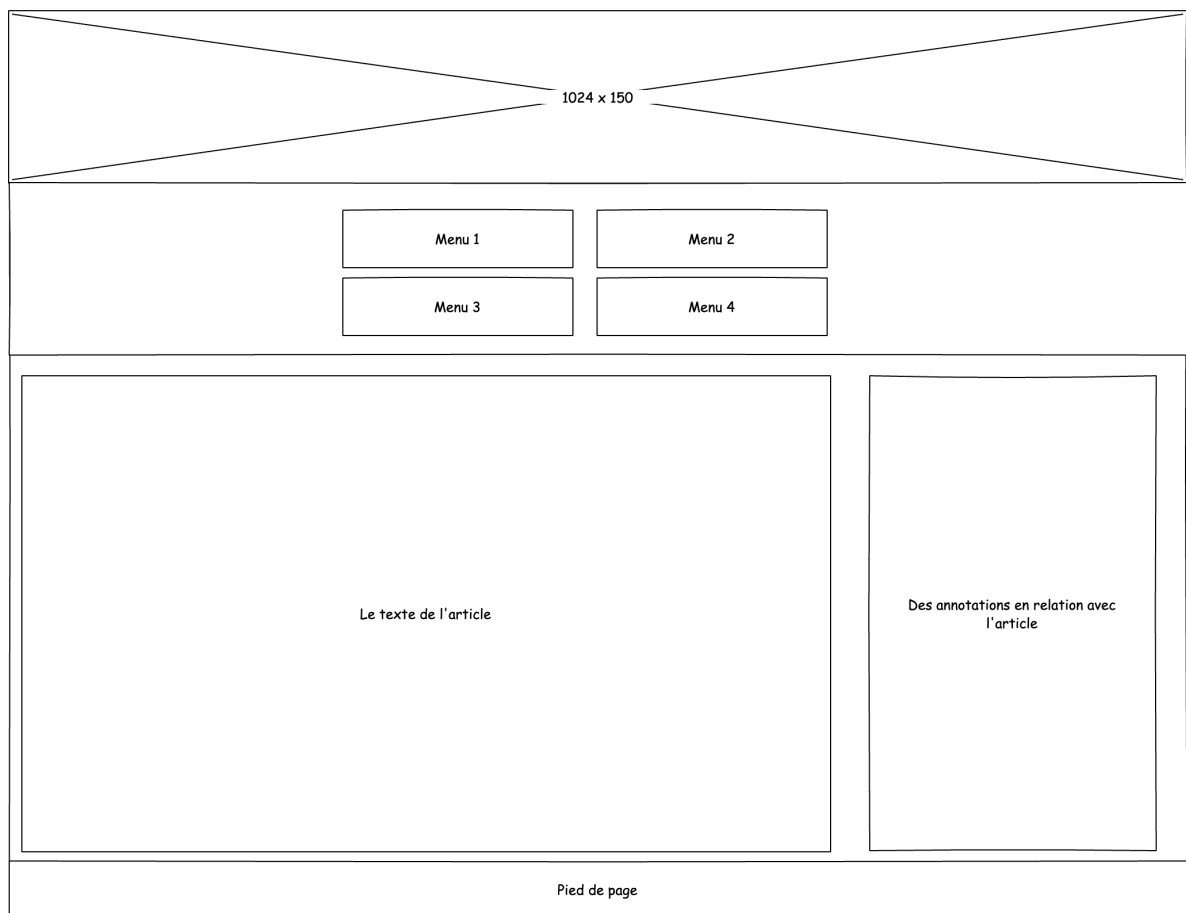 1024 x 150
Menu 1
Menu 2
Menu 3
Menu 4
Le texte de l'article
Des annotations en relation avec
l'article
Pied de page